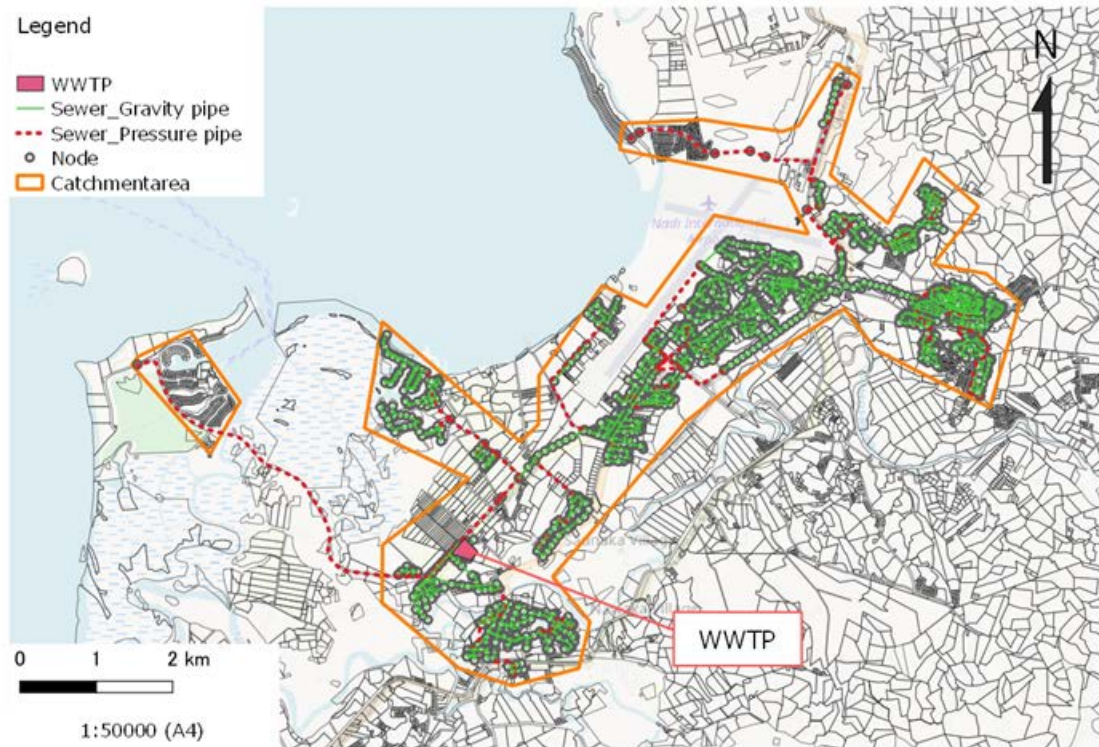 Legend
WWTP
Sewer_Gravity pipe
Sewer_Pressure pipe
Node
Catchmentarea
N
WWTP
0 1 2 km
1:50000 (A4)